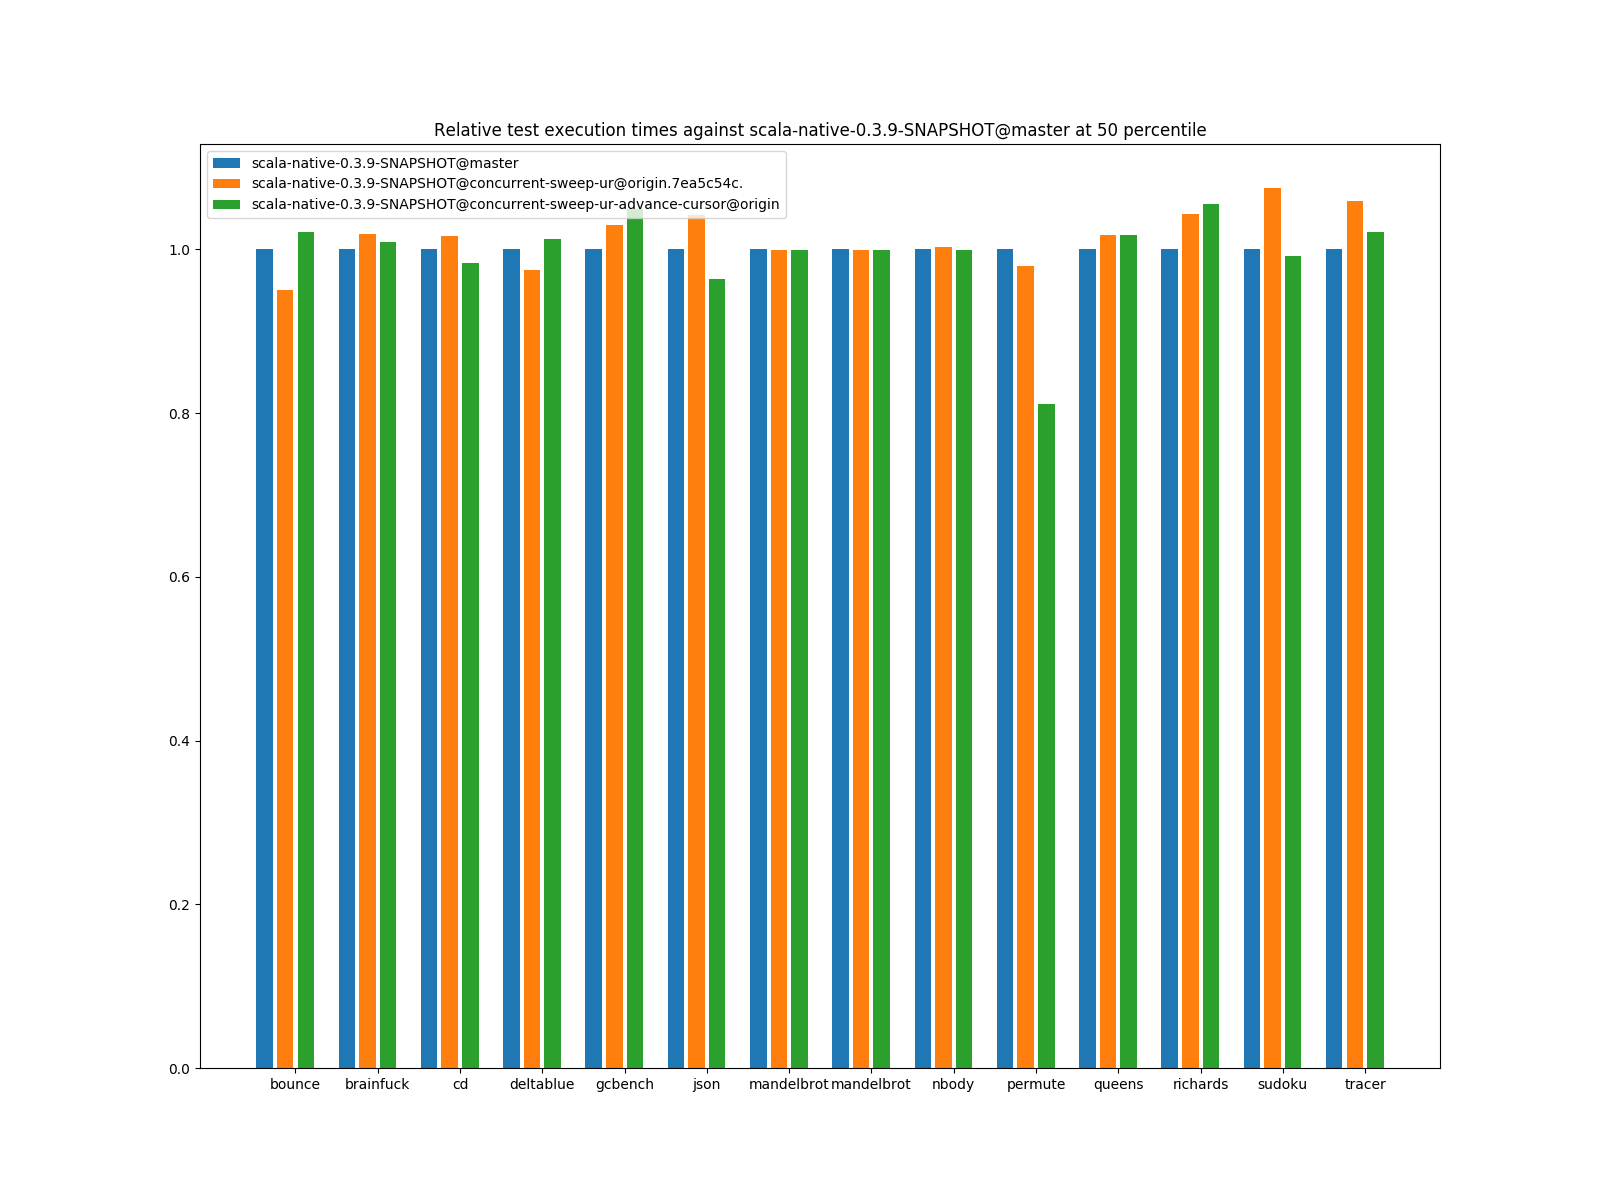 Relative test execution times against scala-native-0.3.9-SNAPSHOT@master at 50 percentile
scala-native-0.3.9-SNAPSHOT@master
scala-native-0.3.9-SNAPSHOT@concurrent-sweep-ur@origin.7ea5c54c.
scala-native-0.3.9-SNAPSHOT@concurrent-sweep-ur-advance-cursor@origin
1.0
0.8
0.6
0.4
0.2
0.0
bounce brainfuck cd deltablue gcbench json mandelbrot mandelbrot nbody permute queens richards sudoku tracer